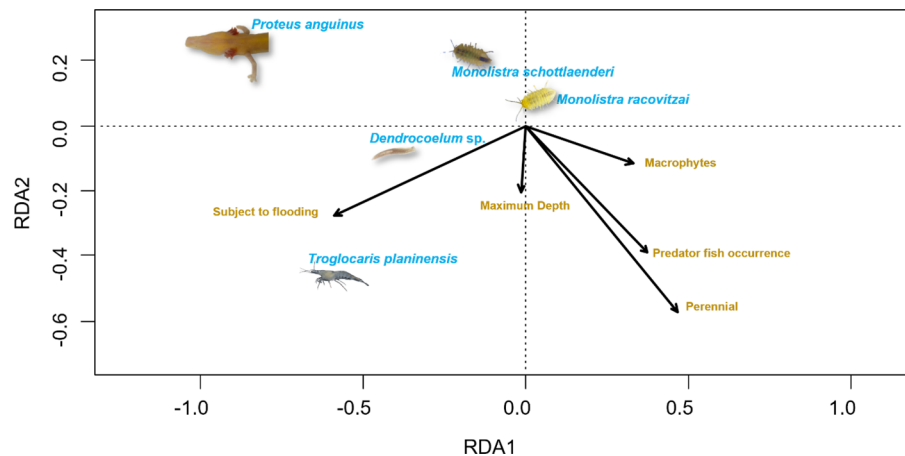 Proteus anguinus
Monolistra schottlaenderi
Monolistra racovitzai
Dendrocoelum sp.
Macrophytes
Maximum Depth
Subject to flooding
Predator fish occurrence
Troglocaris planinensis
Perennial
RDA2
0.2
0.0
-0.2
-0.4
-0.6
-1.0
-0.5
0.0
0.5
1.0
RDA1